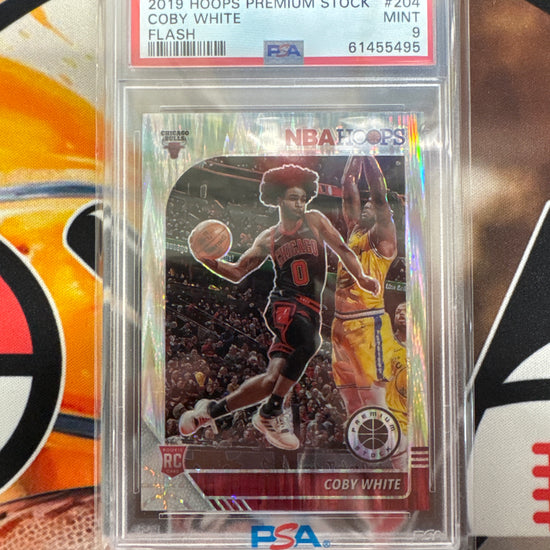 2019 HOOPS PREMIUM STOCK #204
COBY WHITE MINT
FLASH PSA 9
61455495
CHICAGO
BULLS
NBA HOOPS
CHICAGO
0
PREMIUM
STOCK
RC
COBY WHITE
PSA